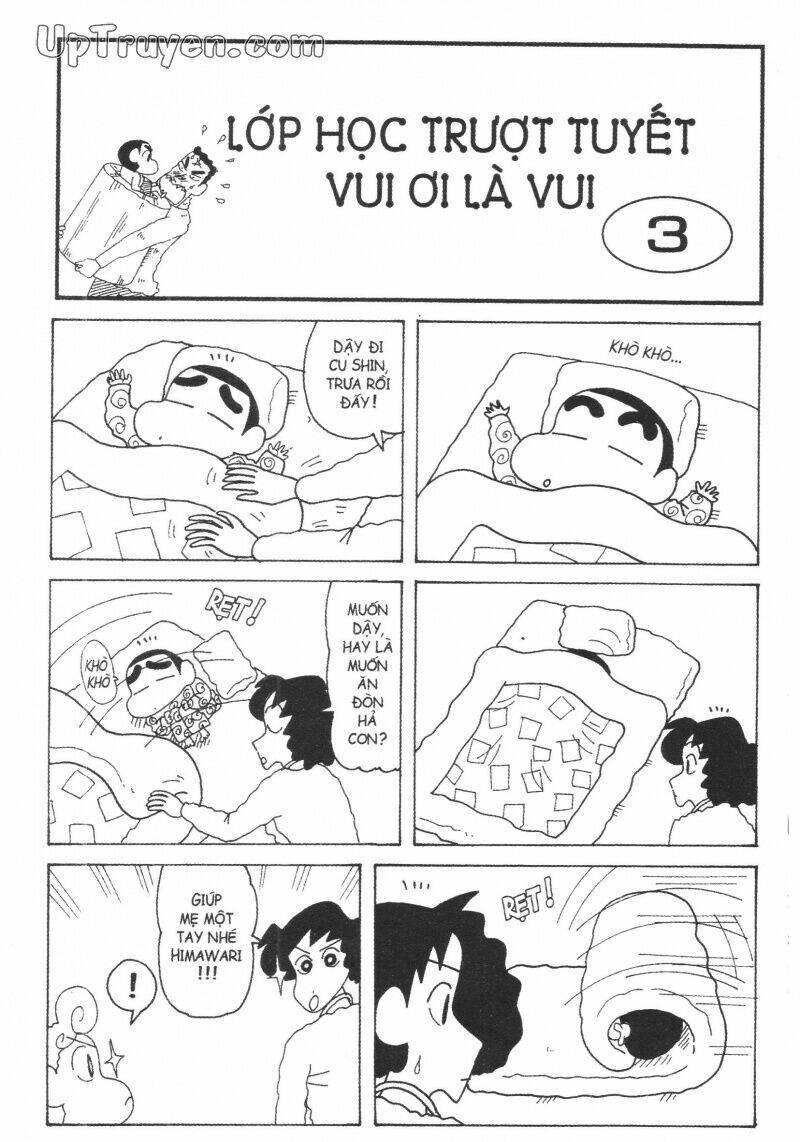 UpTruyen.com
LỚP HỌC TRƯỢT TUYẾT
VUI ƠI LÀ VUI
3
DẬY ĐI
CU SHIN,
TRƯA RỒI
ĐẤY!
KHÒ KHÒ...
RẸT!
KHÒ
KHÒ
MUỐN
DẬY,
HAY LÀ
MUỐN
ĂN
ĐÒN
HẢ
CON?
GIÚP
MẸ MỘT
TAY NHÉ
HIMAWARI
!!!
!
RẸT!